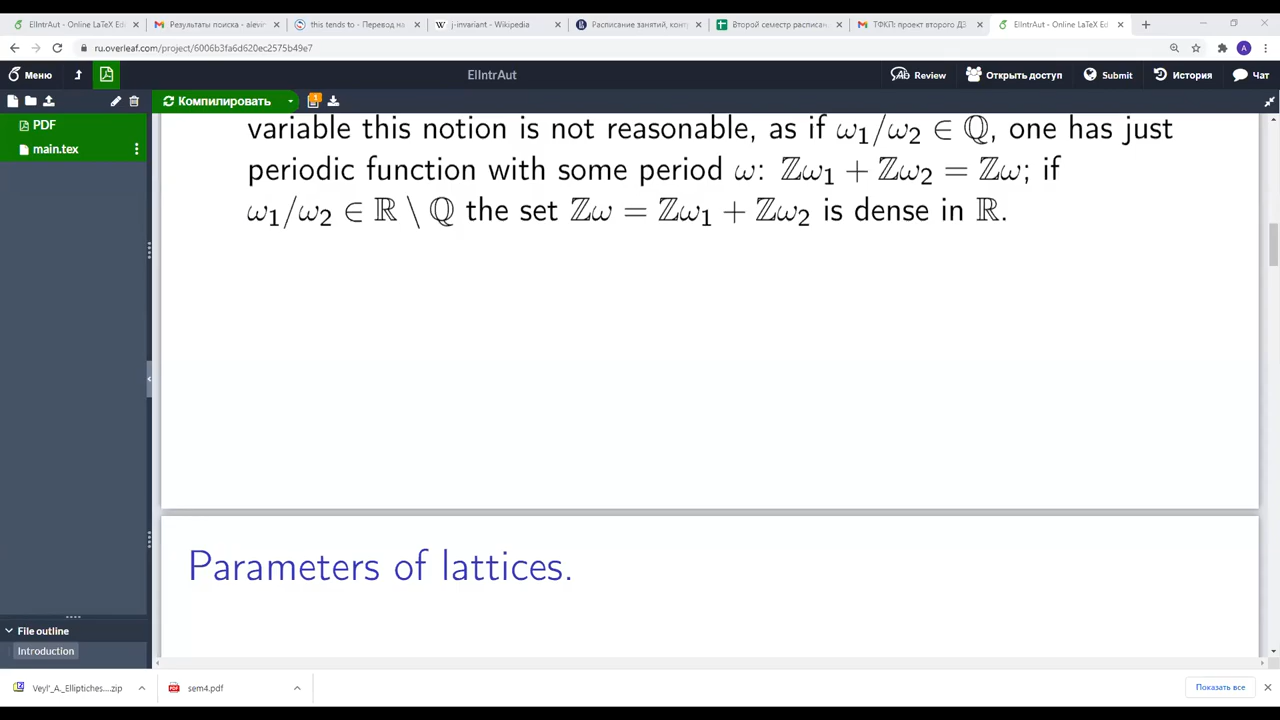 ElIntrAut - Online LaTeX Edi
Результаты поиска - alevin
this tends to - Перевод на
j-invariant - Wikipedia
Расписание занятий, конт
Второй семестр расписан
ТФКП: проект второго ДЗ
ElIntrAut - Online LaTeX Ed
ru.overleaf.com/project/6006b3fa6d620ec2575b49e7
A
Меню
ElIntrAut
Review
Открыть доступ
Submit
История
Чат
Компилировать
PDF
main.tex
variable this notion is not reasonable, as if ω₁/ω₂ ∈ ℚ, one has just
periodic function with some period ω: ℤω₁ + ℤω₂ = ℤω; if
ω₁/ω₂ ∈ ℝ \ ℚ the set ℤω = ℤω₁ + ℤω₂ is dense in ℝ.
Parameters of lattices.
File outline
Introduction
Veyl'_A._Elliptiches....zip
sem4.pdf
Показать все